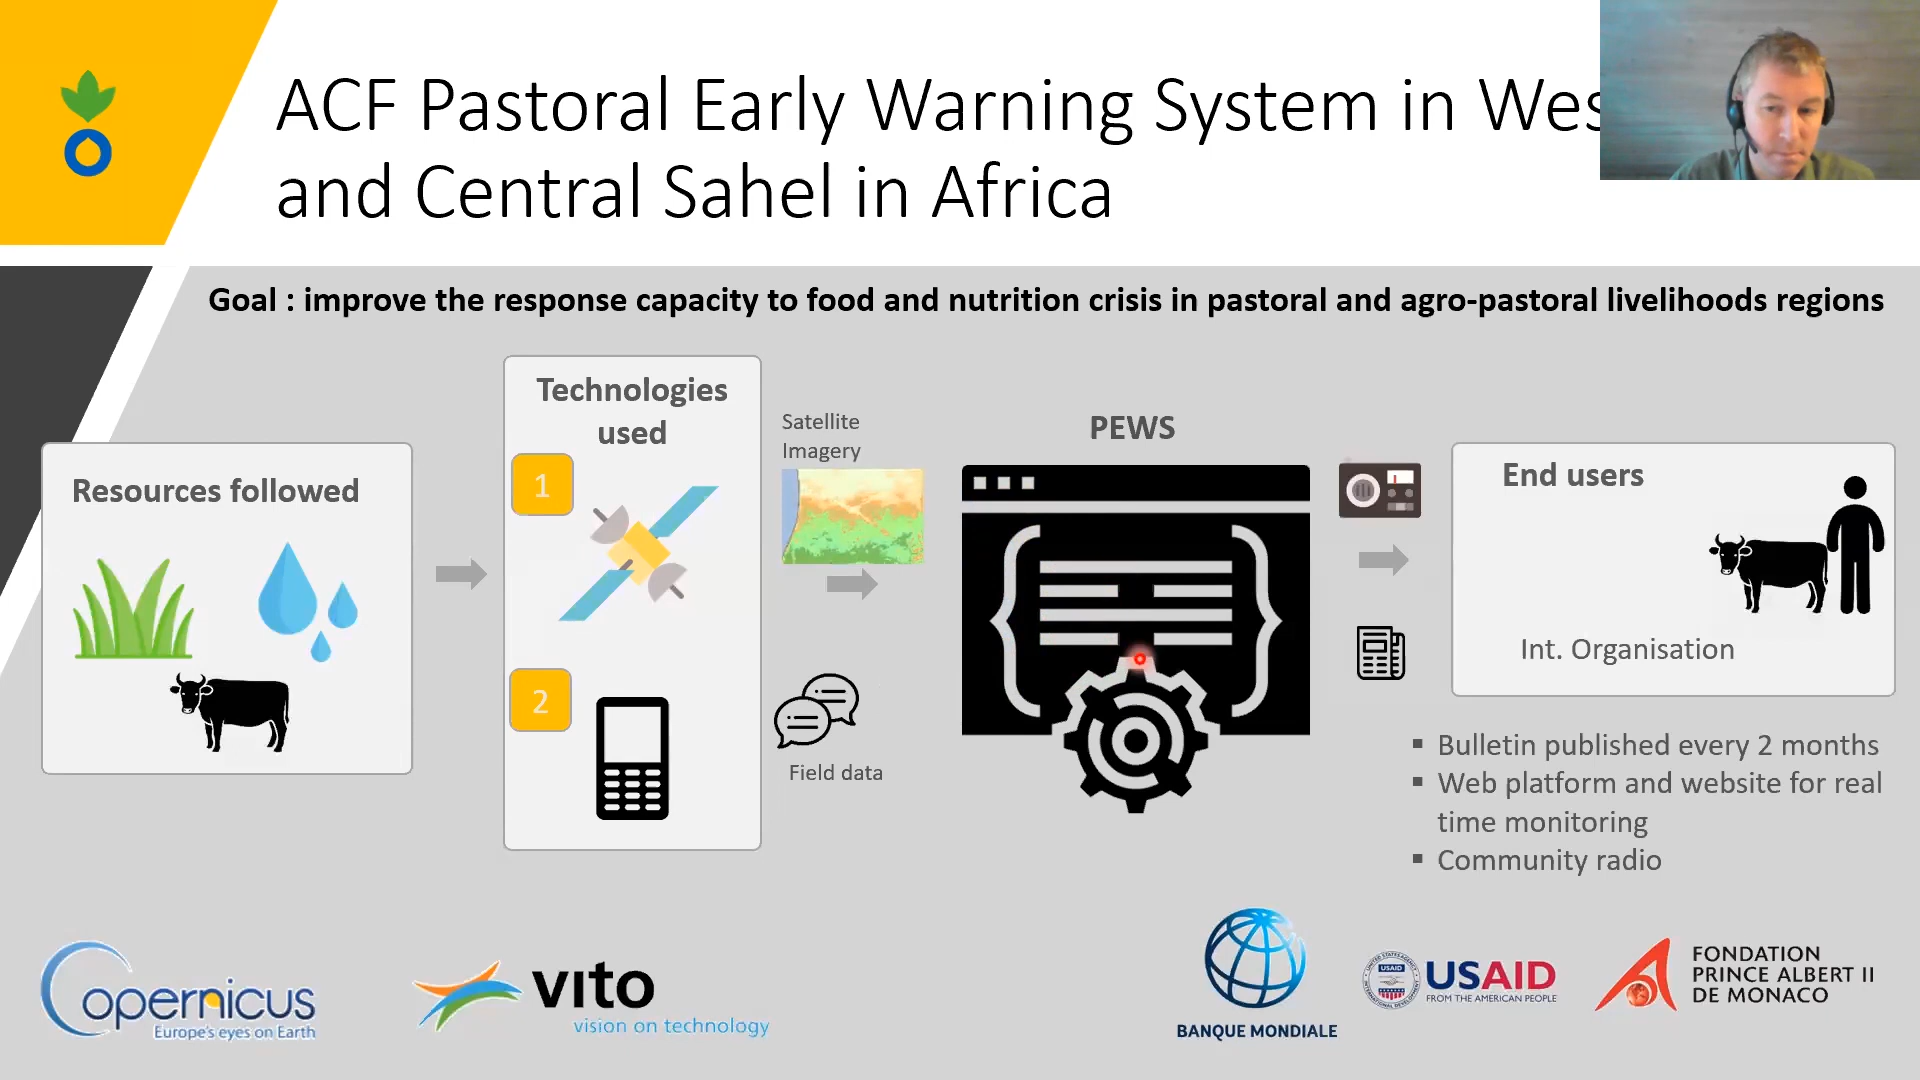 ACF Pastoral Early Warning System in Wes
and Central Sahel in Africa
Goal : improve the response capacity to food and nutrition crisis in pastoral and agro-pastoral livelihoods regions
Resources followed
Technologies
used
1
2
Satellite
Imagery
Field data
PEWS
End users
Int. Organisation
▪ Bulletin published every 2 months
▪ Web platform and website for real
time monitoring
▪ Community radio
Copernicus
Europe's eyes on Earth
vito
vision on technology
BANQUE MONDIALE
USAID
USAID
FROM THE AMERICAN PEOPLE
FONDATION
PRINCE ALBERT II
DE MONACO